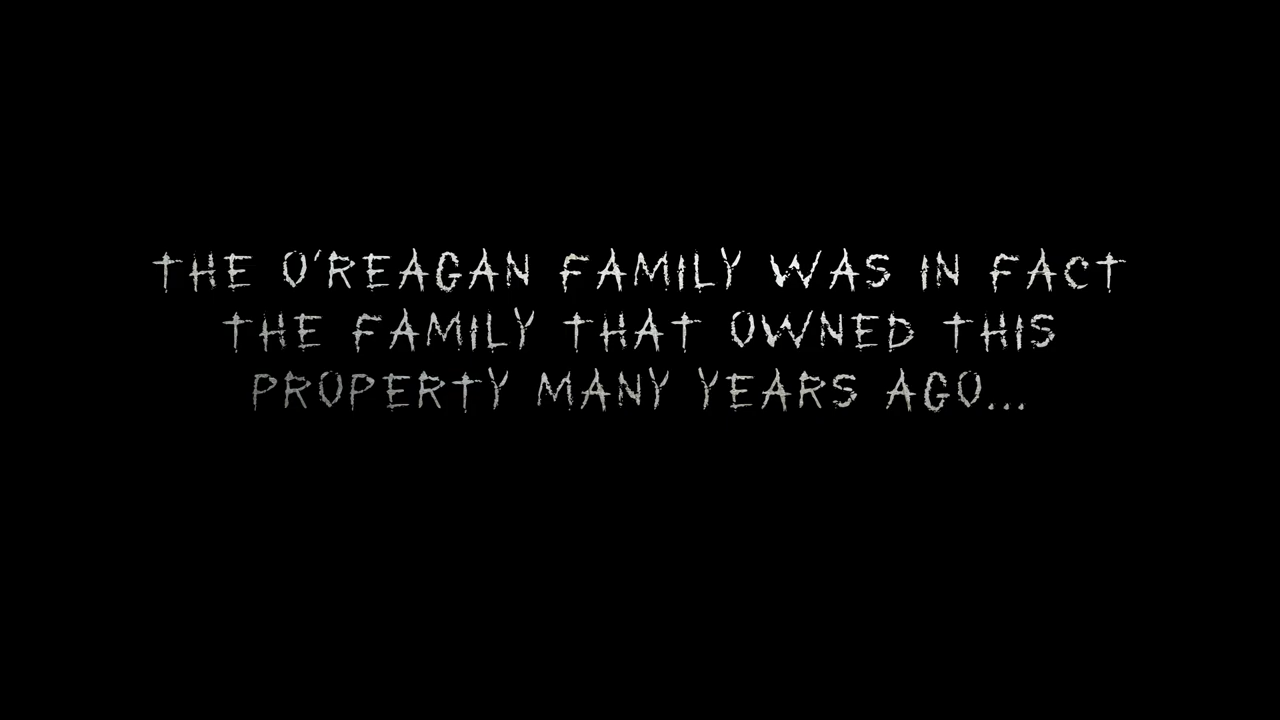 THE O'REAGAN FAMILY WAS IN FACT
THE FAMILY THAT OWNED THIS
PROPERTY MANY YEARS AGO...